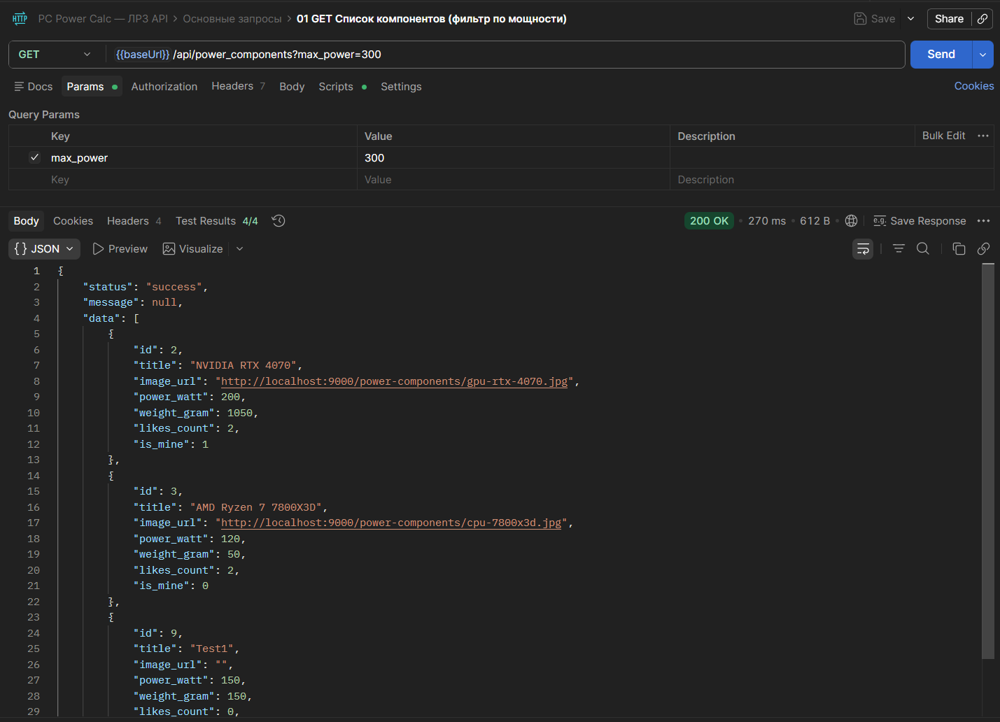 HTTP PC Power Calc — ЛР3 API > Основные запросы > 01 GET Список компонентов (фильтр по мощности) Save Share
GET {{baseUrl}} /api/power_components?max_power=300 Send
Docs Params Authorization Headers 7 Body Scripts Settings Cookies
Query Params
Key Value Description Bulk Edit ...
max_power 300
Key Value Description
Body Cookies Headers 4 Test Results 4/4 200 OK • 270 ms • 612 B • e.g. Save Response ...
{} JSON Preview Visualize
1 {
2 "status": "success",
3 "message": null,
4 "data": [
5 {
6 "id": 2,
7 "title": "NVIDIA RTX 4070",
8 "image_url": "http://localhost:9000/power-components/gpu-rtx-4070.jpg",
9 "power_watt": 200,
10 "weight_gram": 1050,
11 "likes_count": 2,
12 "is_mine": 1
13 },
14 {
15 "id": 3,
16 "title": "AMD Ryzen 7 7800X3D",
17 "image_url": "http://localhost:9000/power-components/cpu-7800x3d.jpg",
18 "power_watt": 120,
19 "weight_gram": 50,
20 "likes_count": 2,
21 "is_mine": 0
22 },
23 {
24 "id": 9,
25 "title": "Test1",
26 "image_url": "",
27 "power_watt": 150,
28 "weight_gram": 150,
29 "likes_count": 0,